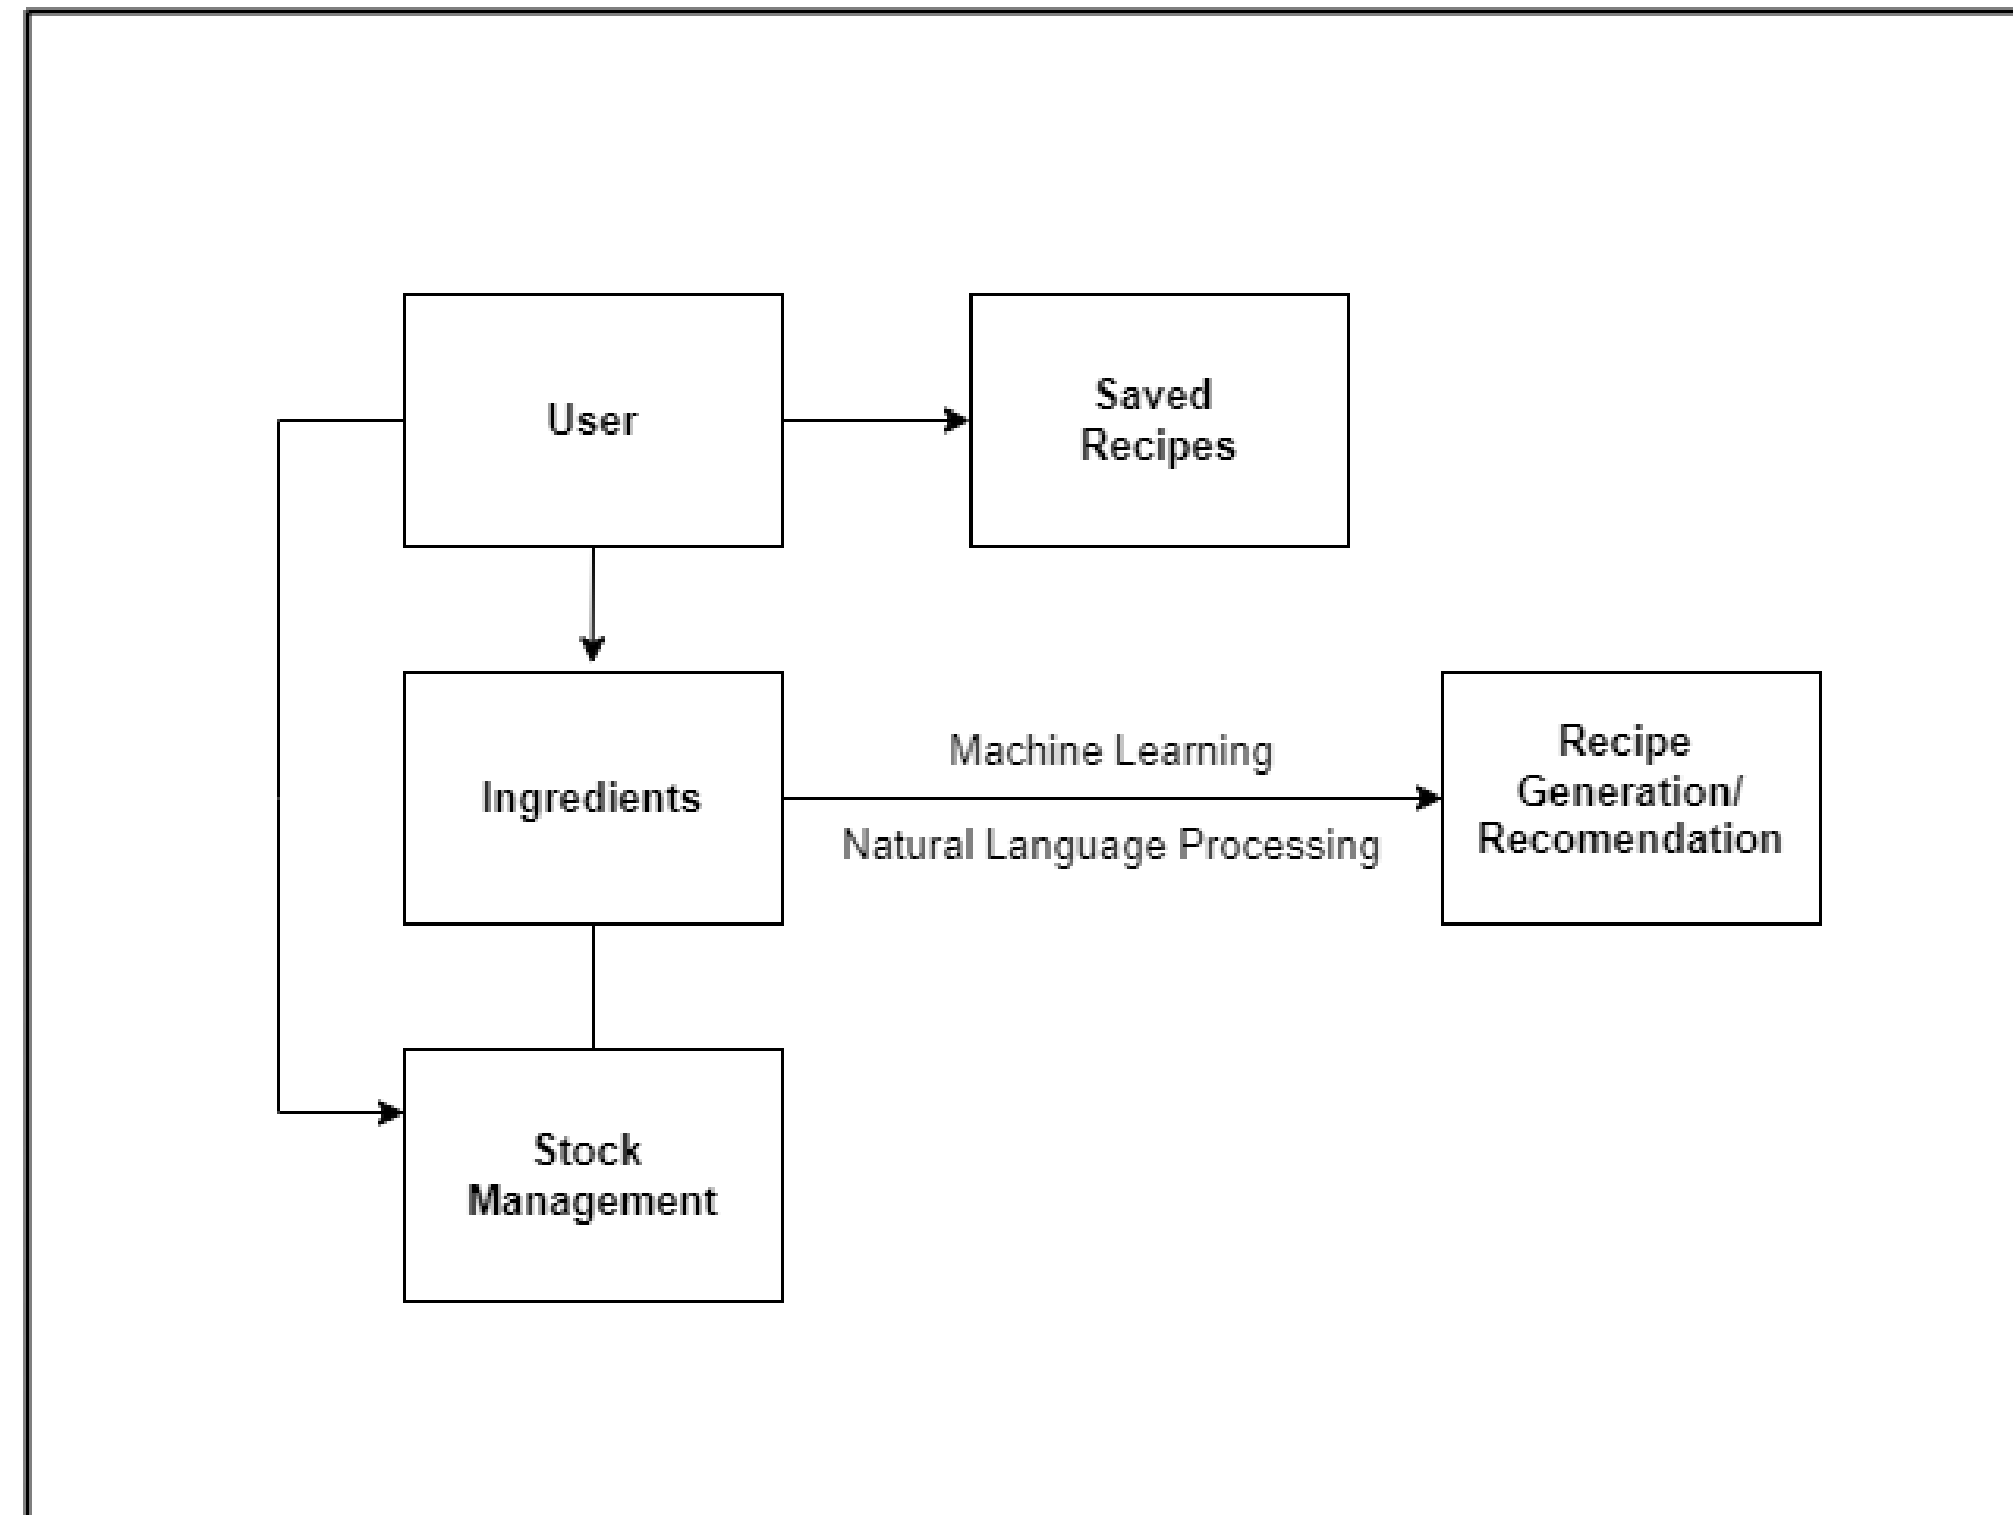 User
Saved
Recipes
Ingredients
Machine Learning
Natural Language Processing
Recipe
Generation/
Recomendation
Stock
Management